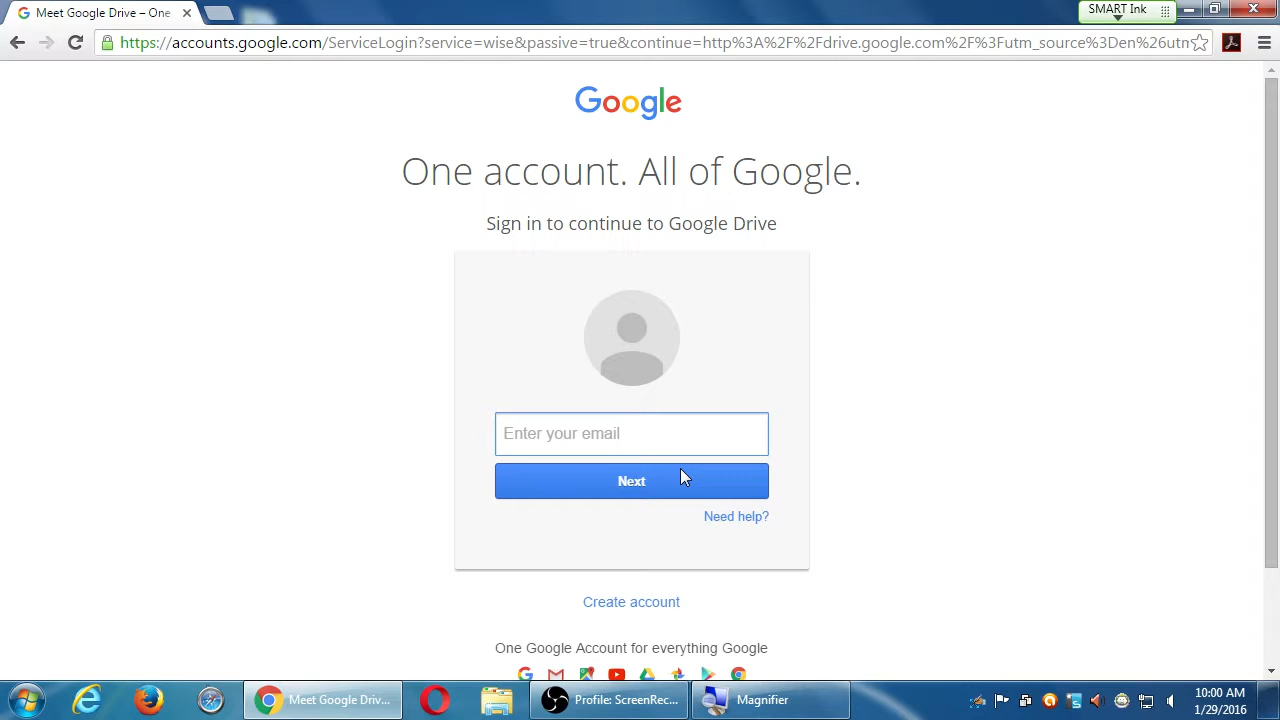 Meet Google Drive – One
SMART Ink
https://accounts.google.com/ServiceLogin?service=wise&passive=true&continue=http%3A%2F%2Fdrive.google.com%2F%3Futm_source%3Den%26utn
Google
One account. All of Google.
Sign in to continue to Google Drive
Enter your email
Next
Need help?
Create account
One Google Account for everything Google
Meet Google Driv...
Profile: ScreenRec...
Magnifier
10:00 AM
1/29/2016